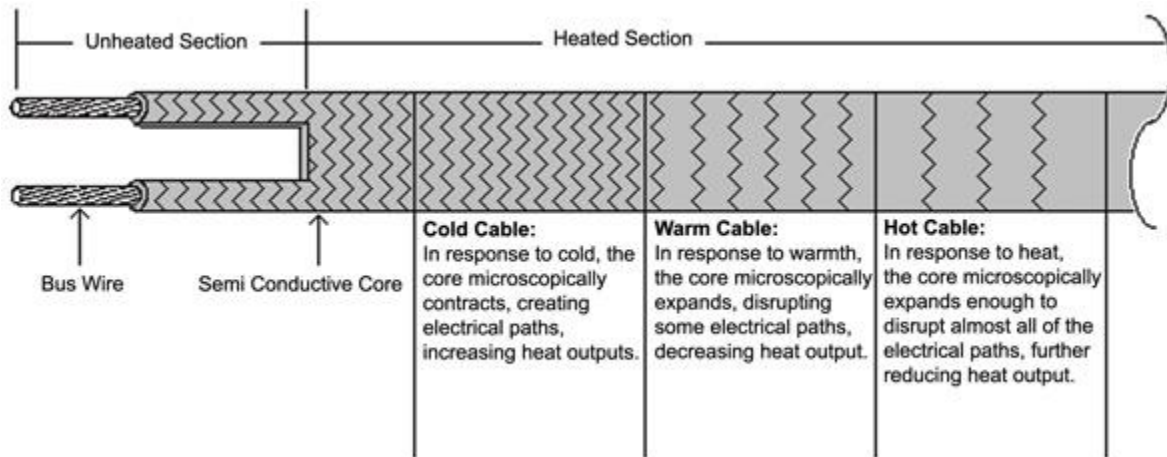 Unheated Section
Heated Section
Bus Wire
Semi Conductive Core
Cold Cable:
In response to cold, the
core microscopically
contracts, creating
electrical paths,
increasing heat outputs.
Warm Cable:
In response to warmth,
the core microscopically
expands, disrupting
some electrical paths,
decreasing heat output.
Hot Cable:
In response to heat,
the core microscopically
expands enough to
disrupt almost all of the
electrical paths, further
reducing heat output.